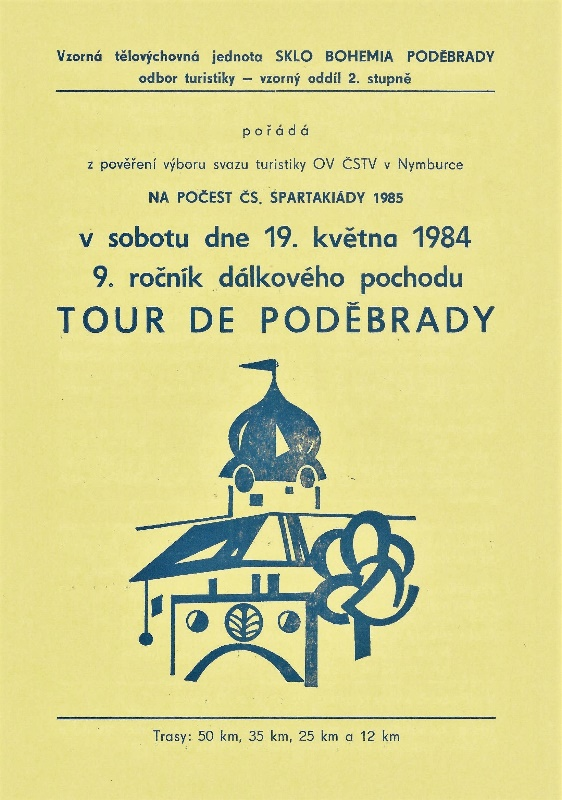 Vzorná tělovýchovná jednota SKLO BOHEMIA PODĚBRADY
odbor turistiky – vzorný oddíl 2. stupně
pořádá
z pověření výboru svazu turistiky OV ČSTV v Nymburce
NA POČEST ČS. SPARTAKIÁDY 1985
v sobotu dne 19. května 1984
9. ročník dálkového pochodu
TOUR DE PODĚBRADY
Trasy: 50 km, 35 km, 25 km a 12 km